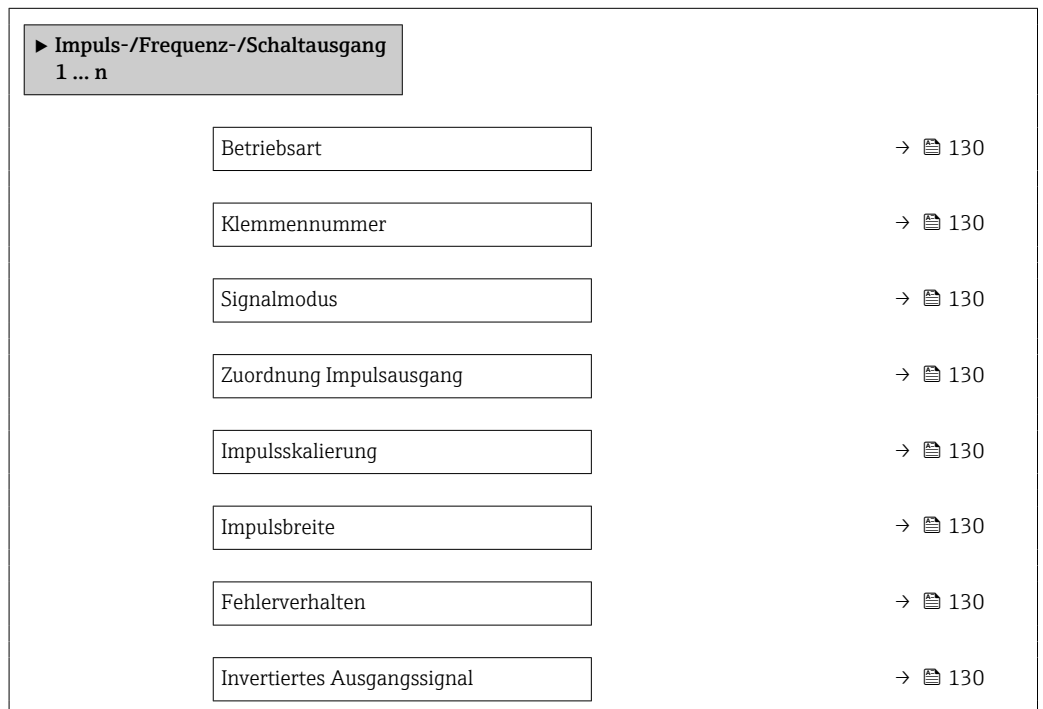 ▶ Impuls-/Frequenz-/Schaltausgang
1 … n
Betriebsart → 130
Klemmennummer → 130
Signalmodus → 130
Zuordnung Impulsausgang → 130
Impulsskalierung → 130
Impulsbreite → 130
Fehlerverhalten → 130
Invertiertes Ausgangssignal → 130